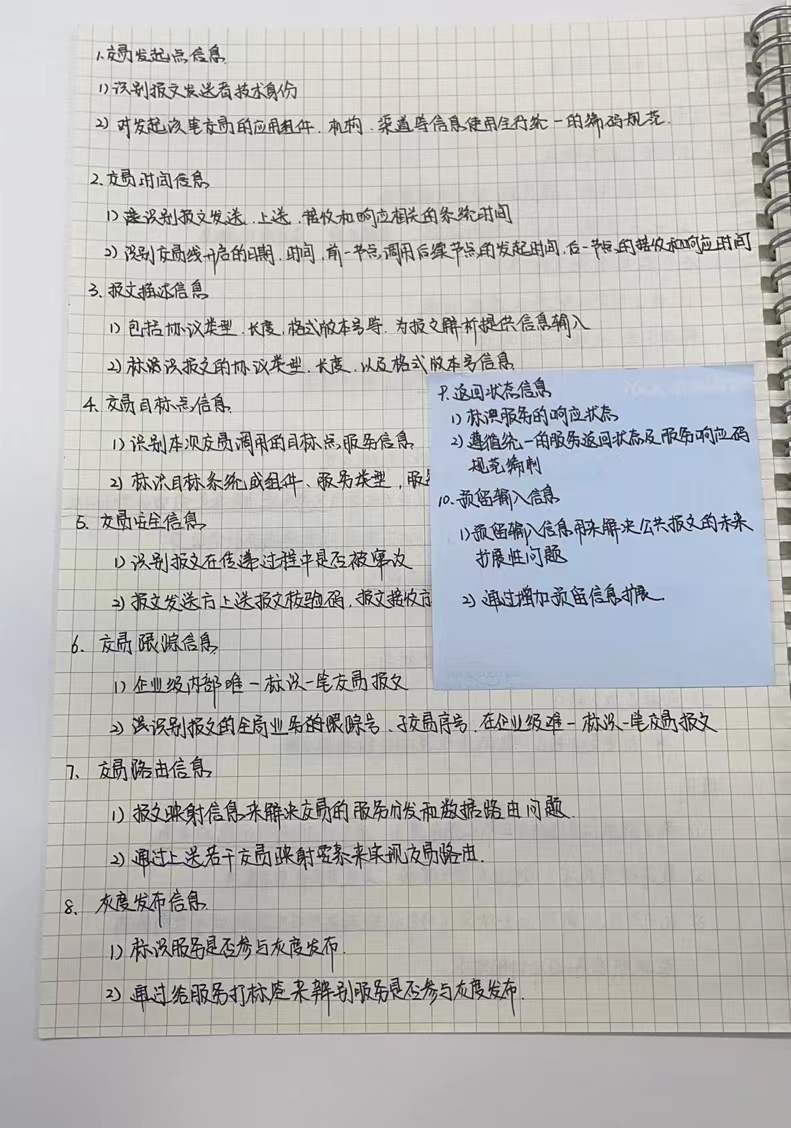 1.交易发起点信息
1) 识别报文发送者技术身份
2) 对发起该笔交易的应用组件、机构、渠道等信息使用全行统一的编码规范.
2.交易时间信息
1) 识别报文发送、上送、接收和响应相关的系统时间
2) 识别交易线开启的日期、时间,前一节点调用后续节点的发起时间,后一节点的接收和响应时间
3.报文描述信息
1) 包括协议类型、长度、格式版本号等,为报文解析提供信息输入
2) 标识该报文的协议类型、长度、以及格式版本号信息
4.交易目标点信息
1) 识别本次交易调用的目标点服务信息
2) 标识目标系统或组件、服务类型,服
5.交易安全信息
1) 识别报文在传递过程中是否被窜改
2) 报文发送方上送报文校验码,报文接收方
6.交易跟踪信息
1) 企业级内部唯一标识一笔交易报文
2) 识别报文的全局业务跟踪号、子交易序号,在企业级唯一标识一笔交易报文
7、交易路由信息
1) 报文映射信息来解决交易的服务分发和数据路由问题.
2) 通过上送若干交易映射要素来实现交易路由.
8.灰度发布信息
1) 标识服务是否参与灰度发布.
2) 通过给服务打标签来辨别服务是否参与灰度发布.
9.返回状态信息
1) 标识服务的响应状态
2) 遵循统一的服务返回状态及服务响应码
规范编制
10.预留输入信息
1) 预留输入信息用来解决公共报文的未来
扩展性问题
2) 通过增加预留信息扩展